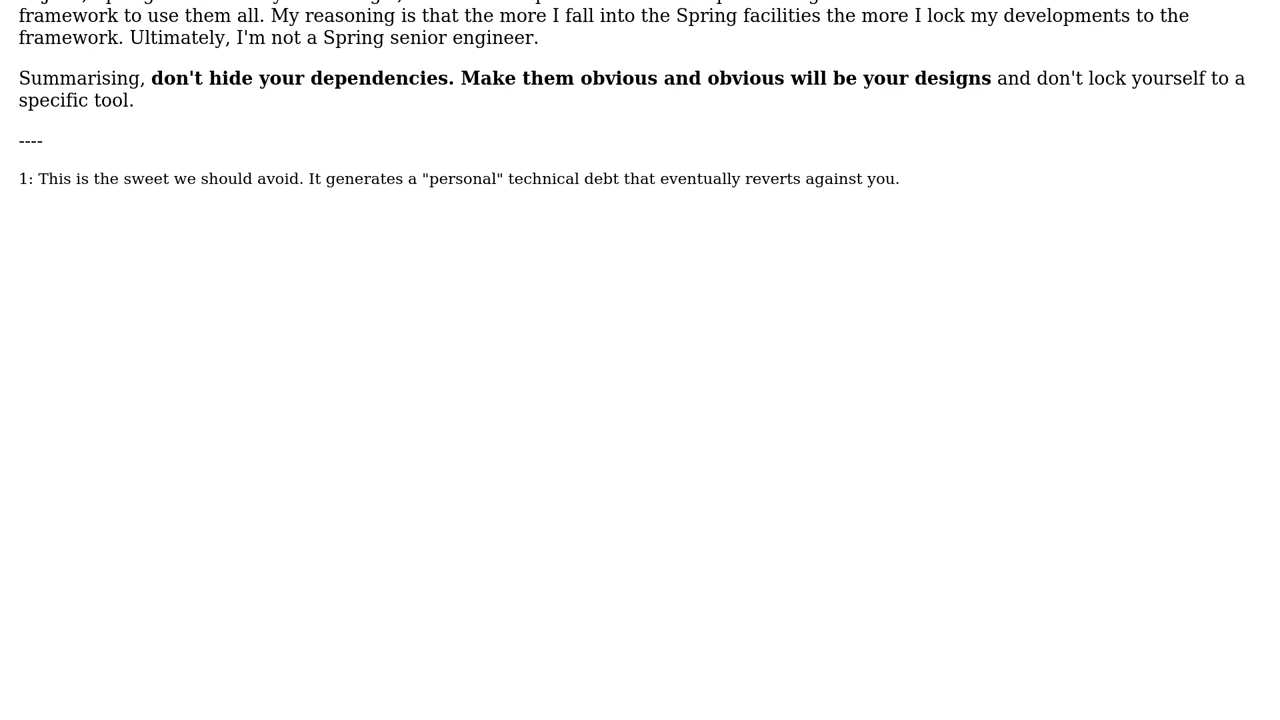 framework to use them all. My reasoning is that the more I fall into the Spring facilities the more I lock my developments to the
framework. Ultimately, I'm not a Spring senior engineer.
Summarising, don't hide your dependencies. Make them obvious and obvious will be your designs and don't lock yourself to a
specific tool.
----
1: This is the sweet we should avoid. It generates a "personal" technical debt that eventually reverts against you.